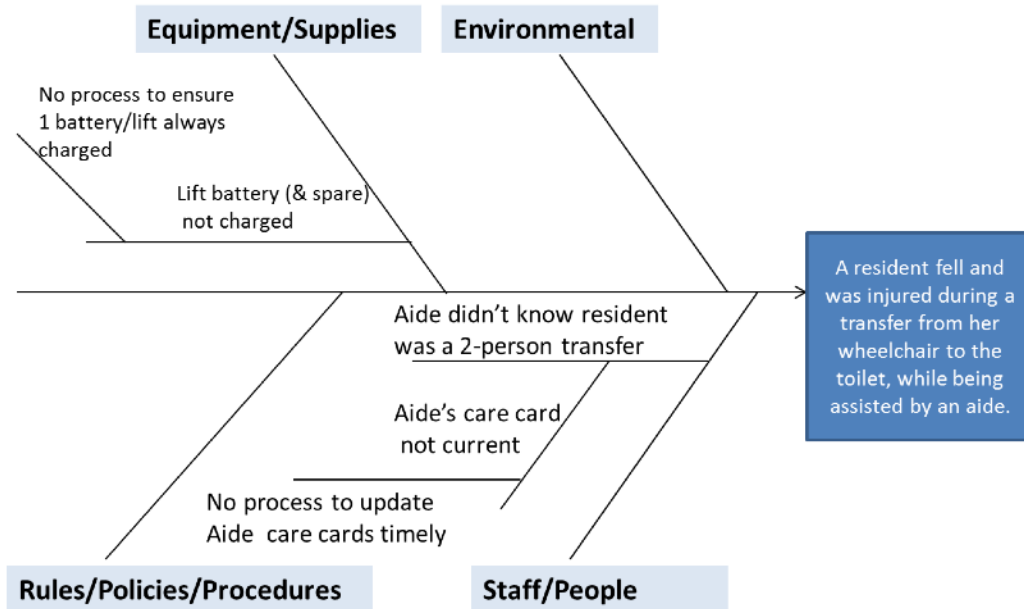 Equipment/Supplies
Environmental
No process to ensure
1 battery/lift always
charged
Lift battery (& spare)
not charged
A resident fell and
was injured during a
transfer from her
wheelchair to the
toilet, while being
assisted by an aide.
Aide didn’t know resident
was a 2-person transfer
Aide’s care card
not current
No process to update
Aide care cards timely
Rules/Policies/Procedures
Staff/People